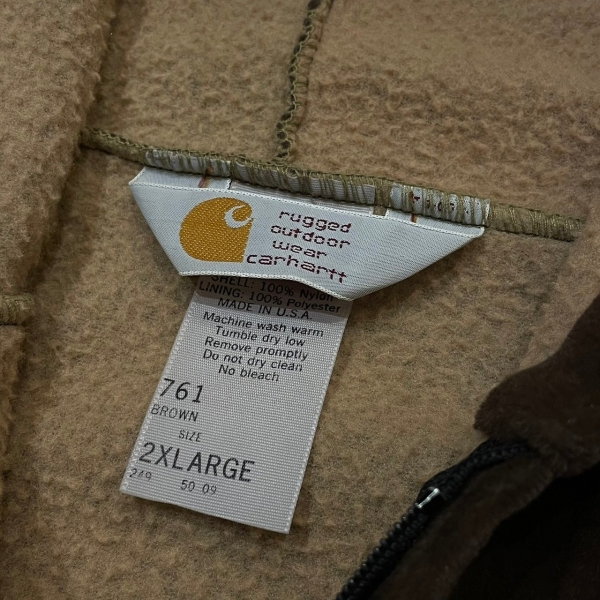 rugged
outdoor
wear
carhartt
SHELL: 100% Nylon
LINING: 100% Polyester
MADE IN U.S.A.
Machine wash warm
Tumble dry low
Remove promptly
Do not dry clean
No bleach
761
BROWN
SIZE
2XLARGE
249 50 09